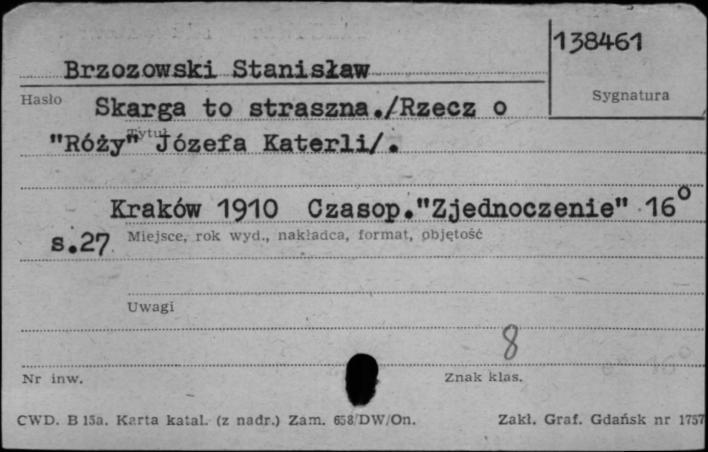 138461
Brzozowski Stanisław
Hasło
Sygnatura
Skarga to straszna./Rzecz o
Tytuł
"Róży" Józefa Katerli/.
Kraków 1910 Czasop."Zjednoczenie" 16°
s.27 Miejsce, rok wyd., nakładca, format, objętość
Uwagi
8
Nr inw.
Znak klas.
CWD. B 15a. Karta katal. (z nadr.) Zam. 658/DW/On.
Zakł. Graf. Gdańsk nr 1757